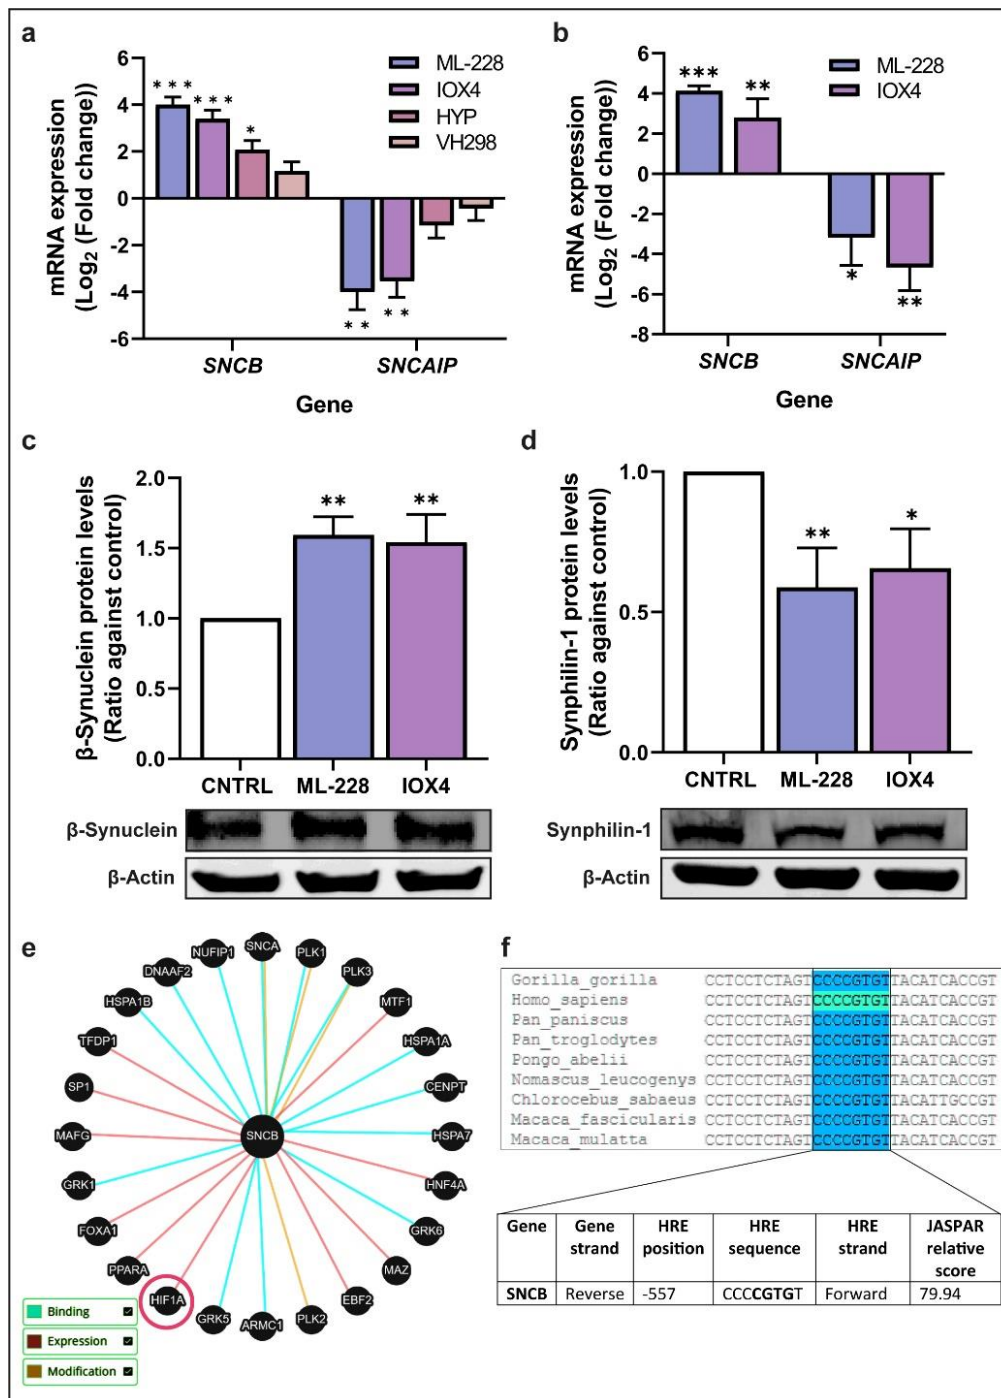 a
mRNA expression
(Log2 (Fold change))
6
4
2
0
-2
-4
-6
* * *
* * *
*
* *
* *
ML-228
IOX4
HYP
VH298
SNCB
SNCAIP
Gene
b
mRNA expression
(Log2 (Fold change))
6
4
2
0
-2
-4
-6
-8
***
**
*
**
ML-228
IOX4
SNCB
SNCAIP
Gene
c
β-Synuclein protein levels
(Ratio against control)
2.0
1.5
1.0
0.5
0.0
**
**
CNTRL
ML-228
IOX4
β-Synuclein
β-Actin
d
Synphilin-1 protein levels
(Ratio against control)
1.0
0.5
0.0
**
*
CNTRL
ML-228
IOX4
Synphilin-1
β-Actin
e
SNCA
PLK1
PLK3
MTF1
HSPA1A
CENPT
HSPA7
HNF4A
GRK6
MAZ
EBF2
PLK2
ARMC1
GRK5
HIF1A
PPARA
FOXA1
GRK1
MAFG
SP1
TFDP1
HSPA1B
DNAAF2
NUFIP1
SNCB
Binding
Expression
Modification
f
Gorilla_gorilla CCTCCTCTAGTCCCCGTGTTACATCACCGT
Homo_sapiens CCTCCTCTAGTCCCCGTGTTACATCACCGT
Pan_paniscus CCTCCTCTAGTCCCCGTGTTACATCACCGT
Pan_troglodytes CCTCCTCTAGTCCCCGTGTTACATCACCGT
Pongo_abelii CCTCCTCTAGTCCCCGTGTTACATCACCGT
Nomascus_leucogenys CCTCCTCTAGTCCCCGTGTTACATCACCGT
Chlorocebus_sabaeus CCTCCTCTAGTCCCCGTGTTACATTGCCGT
Macaca_fascicularis CCTCCTCTAGTCCCCGTGTTACATCACCGT
Macaca_mulatta CCTCCTCTAGTCCCCGTGTTACATCACCGT
Gene
Gene strand
HRE position
HRE sequence
HRE strand
JASPAR relative score
SNCB Reverse -557 CCCCGTGT Forward 79.94